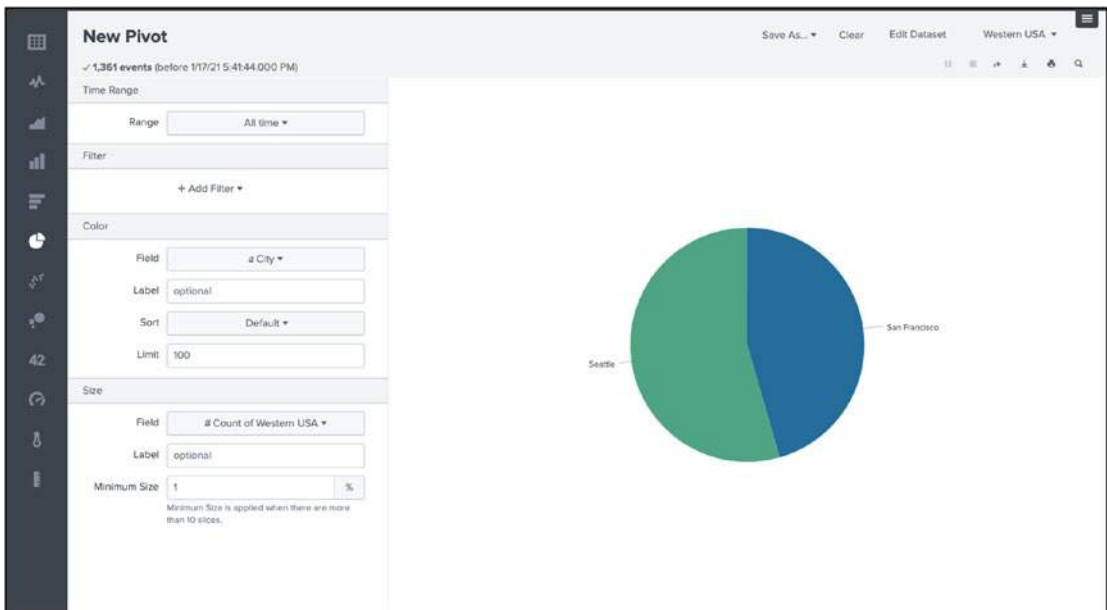 New Pivot
Save As... ▾ Clear Edit Dataset Western USA ▾
✓ 1,361 events (before 1/17/21 5:41:44.000 PM)
Time Range
Range All time ▾
Filter
+ Add Filter ▾
Color
Field a City ▾
Label optional
Sort Default ▾
Limit 100
Size
Field # Count of Western USA ▾
Label optional
Minimum Size 1 %
Minimum Size is applied when there are more
than 10 slices.
42
San Francisco
Seattle